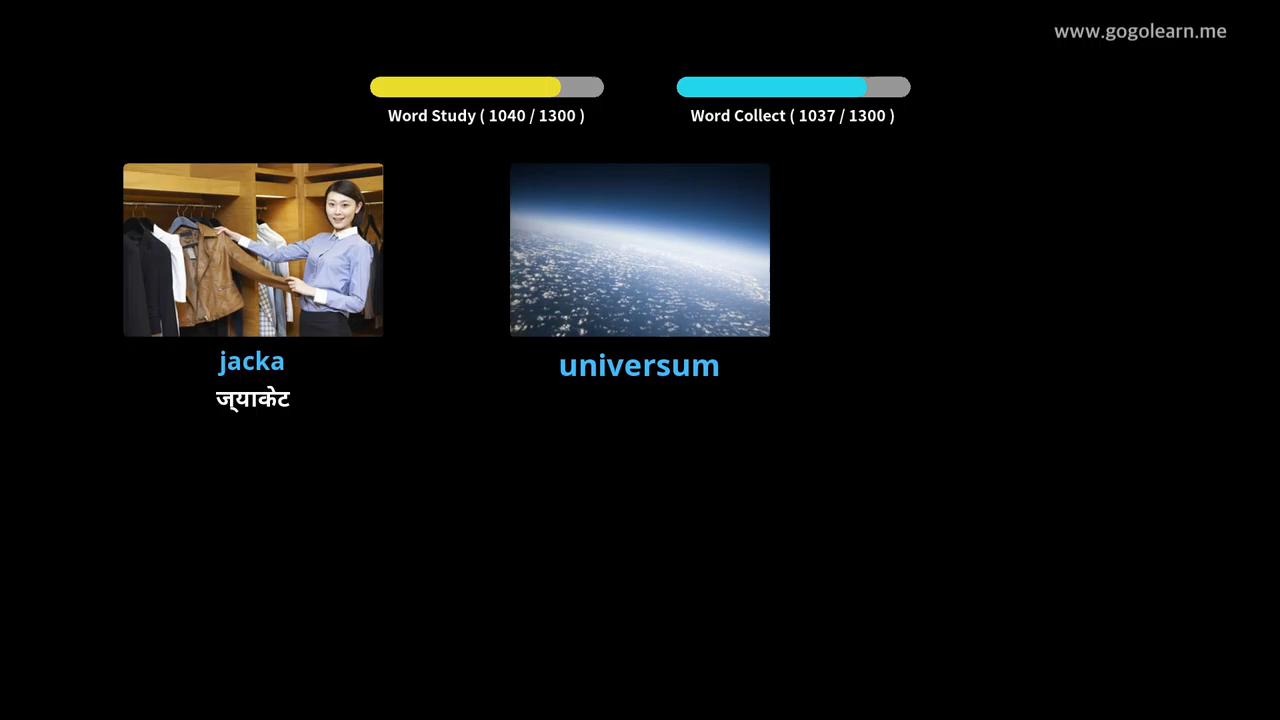 www.gogolearn.me
Word Study ( 1040 / 1300 )
Word Collect ( 1037 / 1300 )
jacka
ज्याकेट
universum